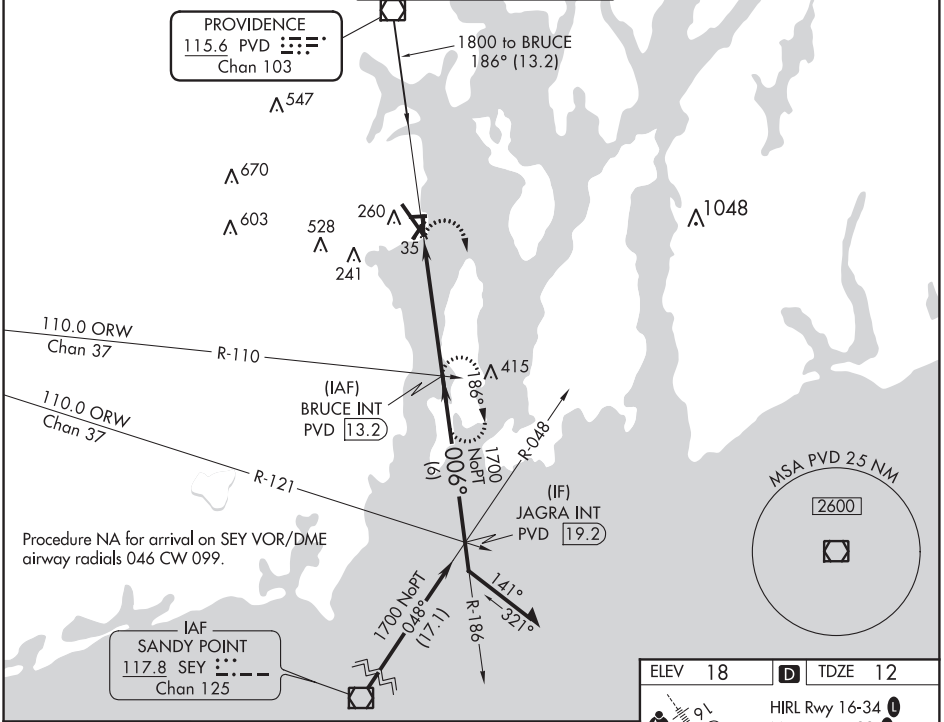 PROVIDENCE
115.6 PVD
Chan 103
1800 to BRUCE
186° (13.2)
547
670
603
528
260
241
35
1048
110.0 ORW
Chan 37
R-110
(IAF)
BRUCE INT
PVD 13.2
415
186°
110.0 ORW
Chan 37
R-121
006°
(6)
1700
NoPT
R-048
(IF)
JAGRA INT
PVD 19.2
MSA PVD 25 NM
2600
Procedure NA for arrival on SEY VOR/DME
airway radials 046 CW 099.
1700 NoPT
048°
(17.1)
141°
321°
R-186
IAF
SANDY POINT
117.8 SEY
Chan 125
ELEV 18 D TDZE 12
HIRL Rwy 16-34 L
16